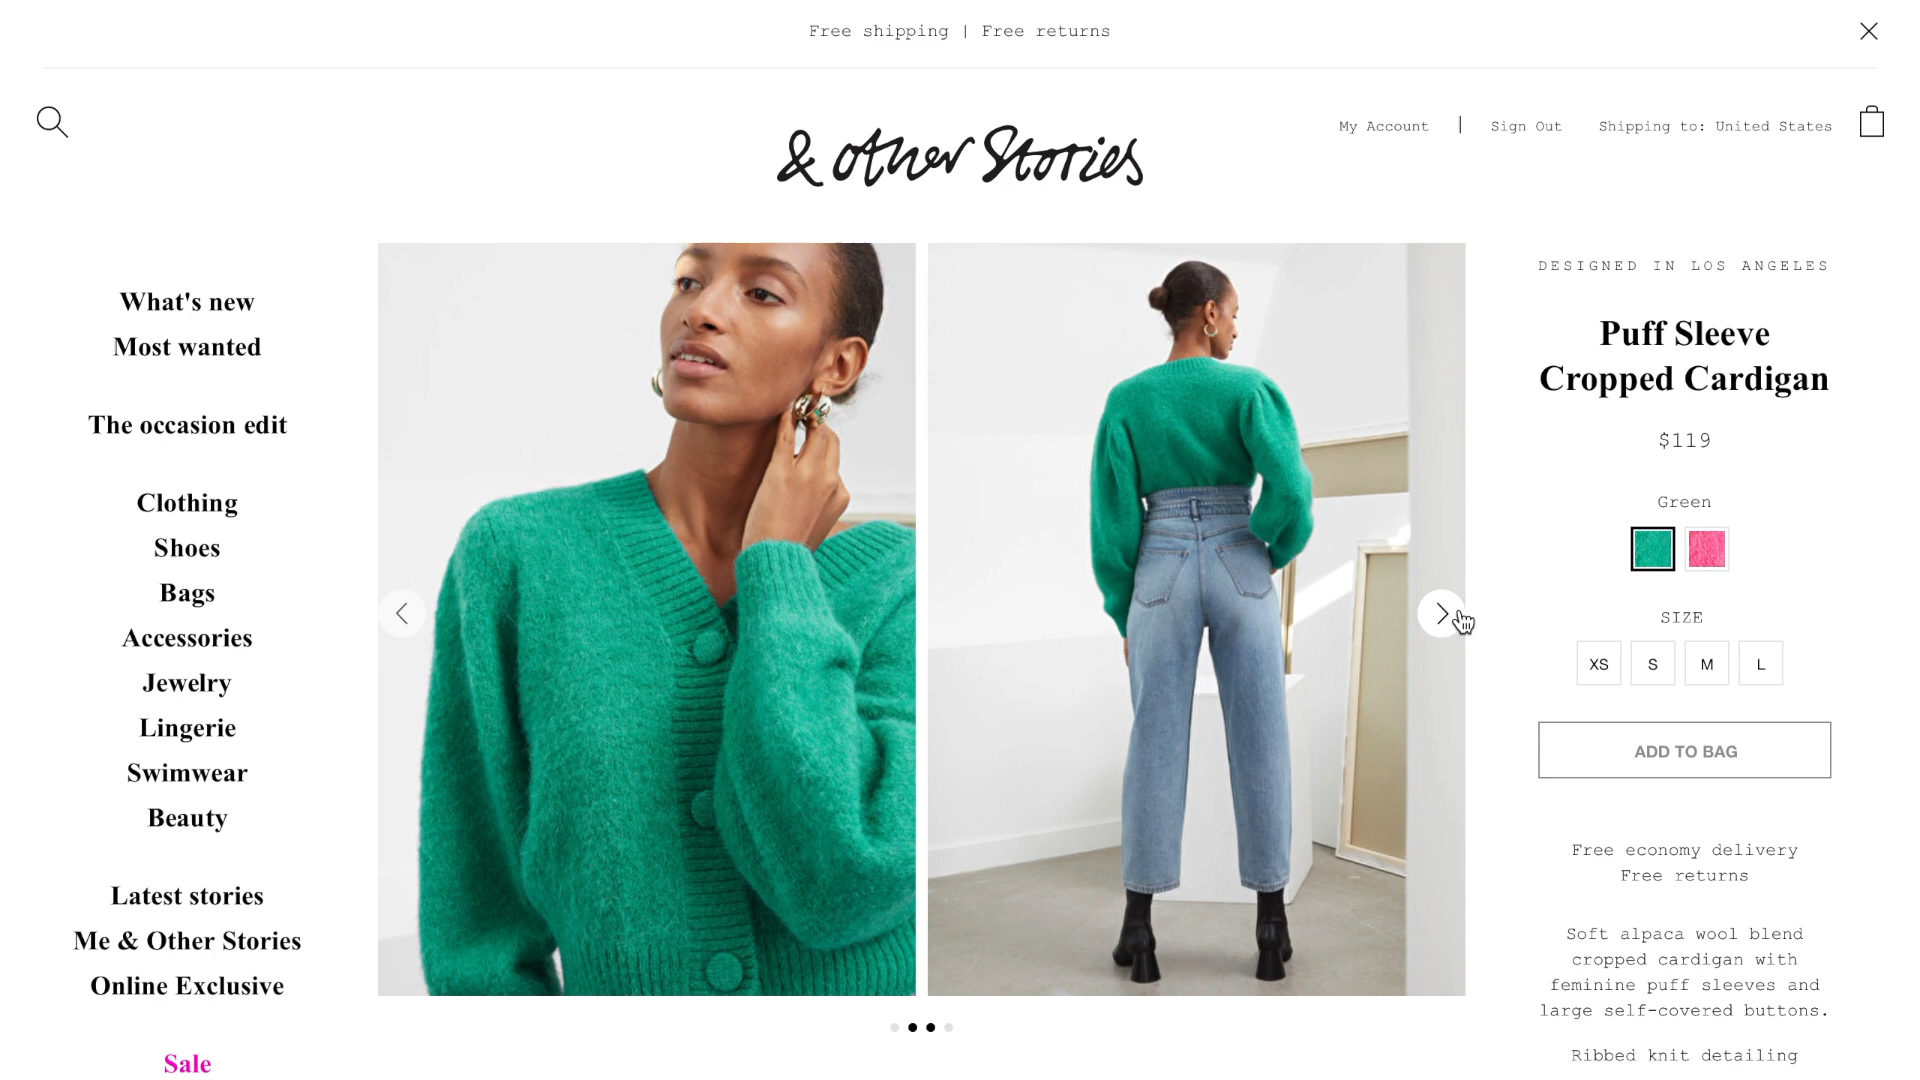 Free shipping | Free returns
My Account | Sign Out Shipping to: United States
& other Stories
What's new
Most wanted
The occasion edit
Clothing
Shoes
Bags
Accessories
Jewelry
Lingerie
Swimwear
Beauty
Latest stories
Me & Other Stories
Online Exclusive
Sale
DESIGNED IN LOS ANGELES
Puff Sleeve
Cropped Cardigan
$119
Green
SIZE
XS S M L
ADD TO BAG
Free economy delivery
Free returns
Soft alpaca wool blend
cropped cardigan with
feminine puff sleeves and
large self-covered buttons.
Ribbed knit detailing